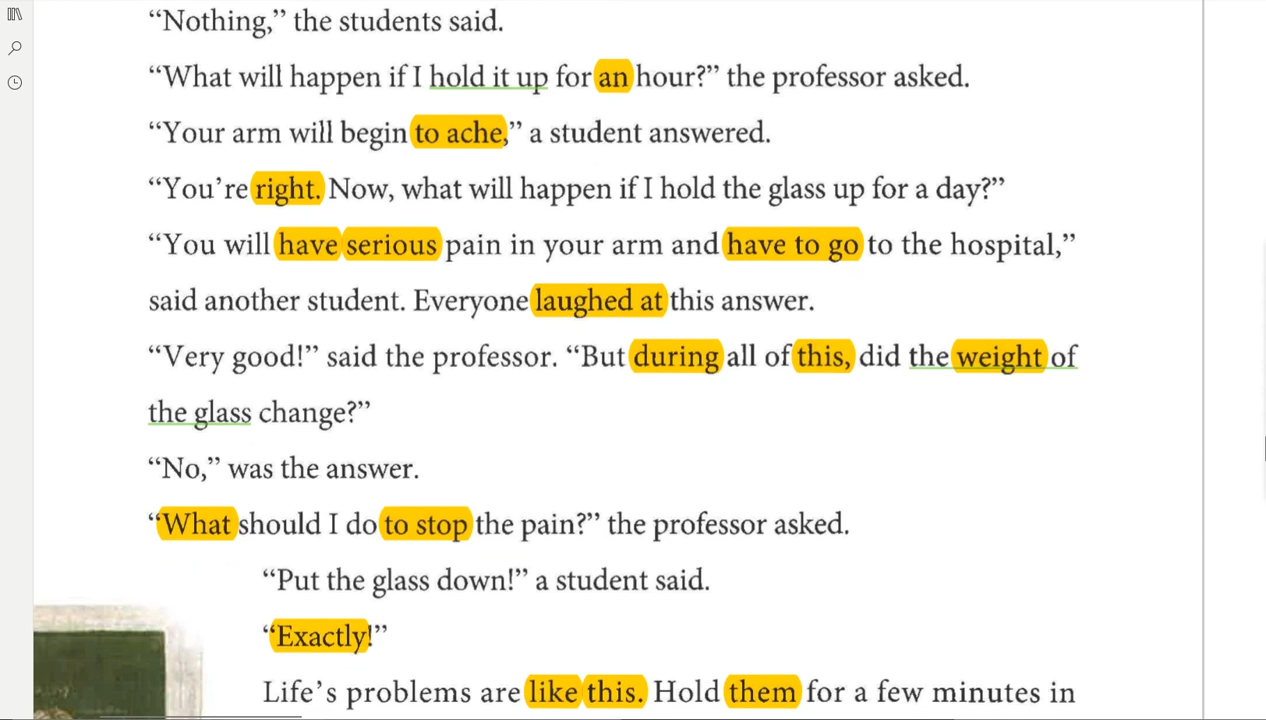 “Nothing,” the students said.
“What will happen if I hold it up for an hour?” the professor asked.
“Your arm will begin to ache,” a student answered.
“You’re right. Now, what will happen if I hold the glass up for a day?”
“You will have serious pain in your arm and have to go to the hospital,”
said another student. Everyone laughed at this answer.
“Very good!” said the professor. “But during all of this, did the weight of
the glass change?”
“No,” was the answer.
“What should I do to stop the pain?” the professor asked.
“Put the glass down!” a student said.
“Exactly!”
Life’s problems are like this. Hold them for a few minutes in